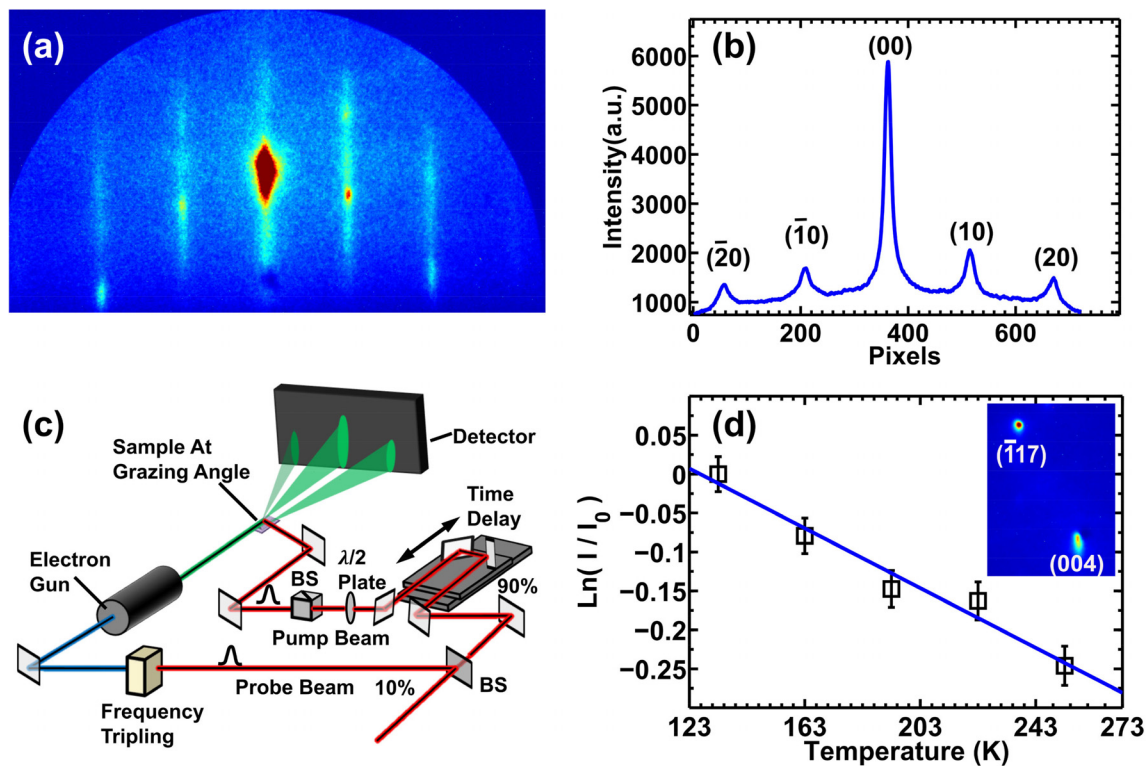 (a)
(b)
(00)
(2̄0)
(1̄0)
(10)
(20)
Intensity(a.u.)
6000
5000
4000
3000
2000
1000
0
200
400
600
Pixels
(c)
Sample At
Grazing Angle
Detector
Time
Delay
Electron
Gun
λ/2
BS
Plate
90%
Pump Beam
Probe Beam
10%
BS
Frequency
Tripling
(d)
(1̄17)
(004)
Ln( I / I₀ )
0.05
0
−0.05
−0.1
−0.15
−0.2
−0.25
123
163
203
243
273
Temperature (K)